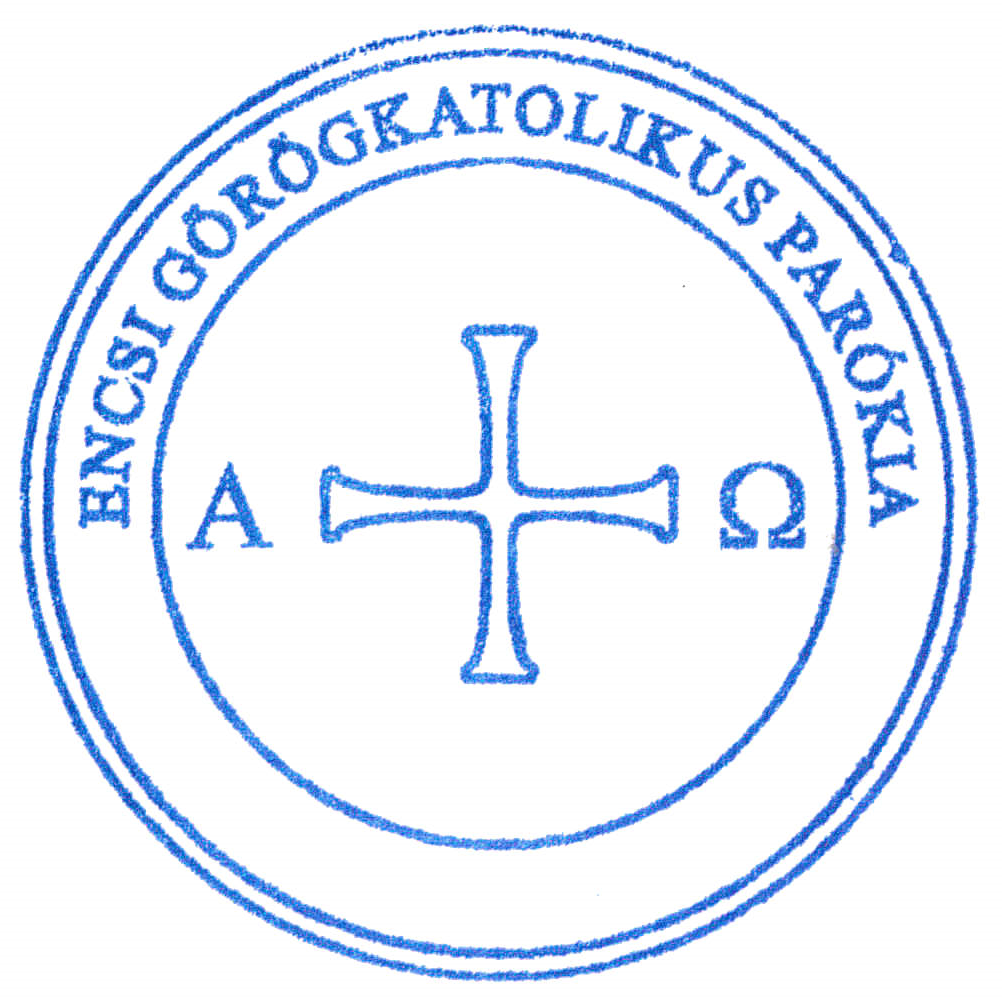 ENCSI GÖRÖGKATOLIKUS PARÓKIA
Α Ω